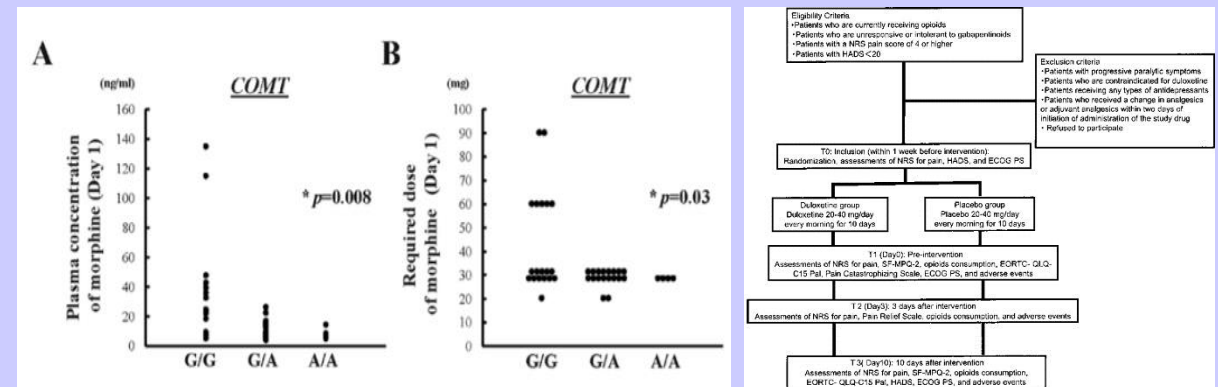 A
(ng/ml)
COMT
Plasma concentration
of morphine (Day 1)
160
140
120
100
80
60
40
20
0
* p=0.008
G/G G/A A/A
B
(mg)
COMT
Required dose
of morphine (Day 1)
100
90
80
70
60
50
40
30
20
10
0
* p=0.03
G/G G/A A/A
Eligibility Criteria
•Patients who are currently receiving opioids
•Patients who are unresponsive or intolerant to gabapentinoids
•Patients with a NRS pain score of 4 or higher
•Patients with HADS<20
Exclusion criteria
•Patients with progressive paralytic symptoms
•Patients who are contraindicated for duloxetine
•Patients receiving any types of antidepressants
•Patients who received a change in analgesics
or adjuvant analgesics within two days of
initiation of administration of the study drug
• Refused to participate
T0: Inclusion (within 1 week before intervention):
Randomization, assessments of NRS for pain, HADS, and ECOG PS
Duloxetine group
Duloxetine 20-40 mg/day
every morning for 10 days
Placebo group
Placebo 20-40 mg/day
every morning for 10 days
T1 (Day0): Pre-intervention
Assessments of NRS for pain, SF-MPQ-2, opioids consumption, EORTC- QLQ-
C15 Pal, Pain Catastrophizing Scale, ECOG PS, and adverse events
T 2 (Day3): 3 days after intervention
Assessments of NRS for pain, Pain Relief Scale, opioids consumption, and adverse events
T 3( Day10): 10 days after intervention
Assessments of NRS for pain, SF-MPQ-2, opioids consumption,
EORTC- QLQ-C15 Pal, HADS, ECOG PS, and adverse events